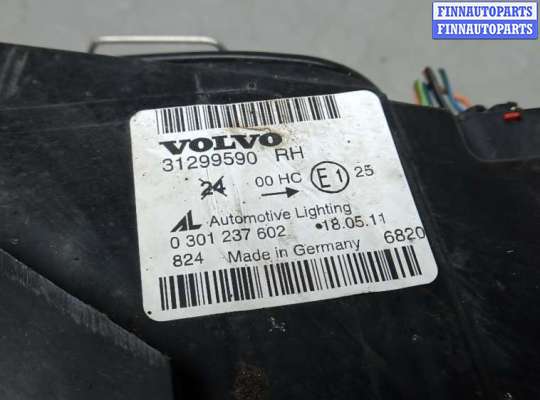 FINNAUTOPARTS
FINNAUTOPARTS
VOLVO
31299590 RH
24 00 HC E1 25
AL Automotive Lighting
0 301 237 602 18.05.11
824 Made in Germany 6820